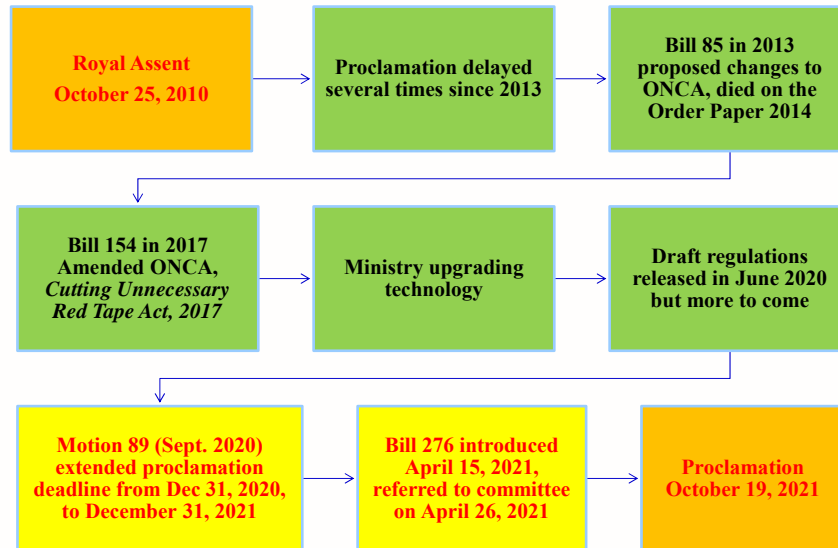 Royal Assent
October 25, 2010
Proclamation delayed
several times since 2013
Bill 85 in 2013
proposed changes to
ONCA, died on the
Order Paper 2014
Bill 154 in 2017
Amended ONCA,
Cutting Unnecessary
Red Tape Act, 2017
Ministry upgrading
technology
Draft regulations
released in June 2020
but more to come
Motion 89 (Sept. 2020)
extended proclamation
deadline from Dec 31, 2020,
to December 31, 2021
Bill 276 introduced
April 15, 2021,
referred to committee
on April 26, 2021
Proclamation
October 19, 2021